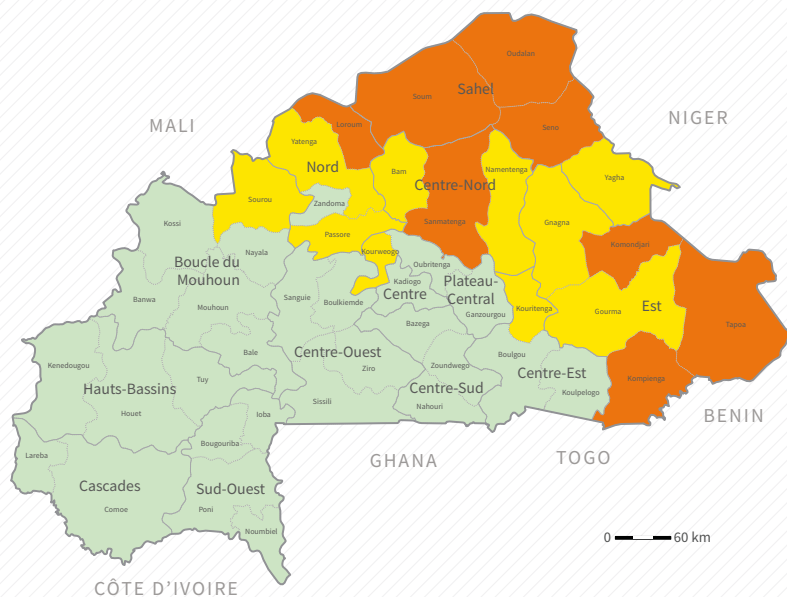 Oudalan
Sahel
Soum
NIGER
MALI
Loroum
Seno
Yatenga
Nord
Bam
Namentenga
Centre-Nord
Yagha
Sourou
Zandoma
Sanmatenga
Gnagna
Kossi
Passore
Komondjari
Kourweogo
Nayala
BENIN
Boucle du
Mouhoun
Oubritenga
Kadiogo
Plateau-
Central
Centre
Banwa
Sanguie
Boulkiemde
Mouhoun
Ganzourgou
Kouritenga
Gourma
Est
Tapoa
Bazega
Bale
Centre-Ouest
Boulgou
Kenedougou
Ziro
Zoundwego
Centre-Est
Tuy
Kompienga
Hauts-Bassins
Centre-Sud
Koulpelogo
Sissili
Nahouri
Houet
Ioba
BENIN
Bougouriba
Lareba
GHANA
TOGO
Cascades
Sud-Ouest
Comoe
Poni
Noumbiel
0
60 km
CÔTE D'IVOIRE